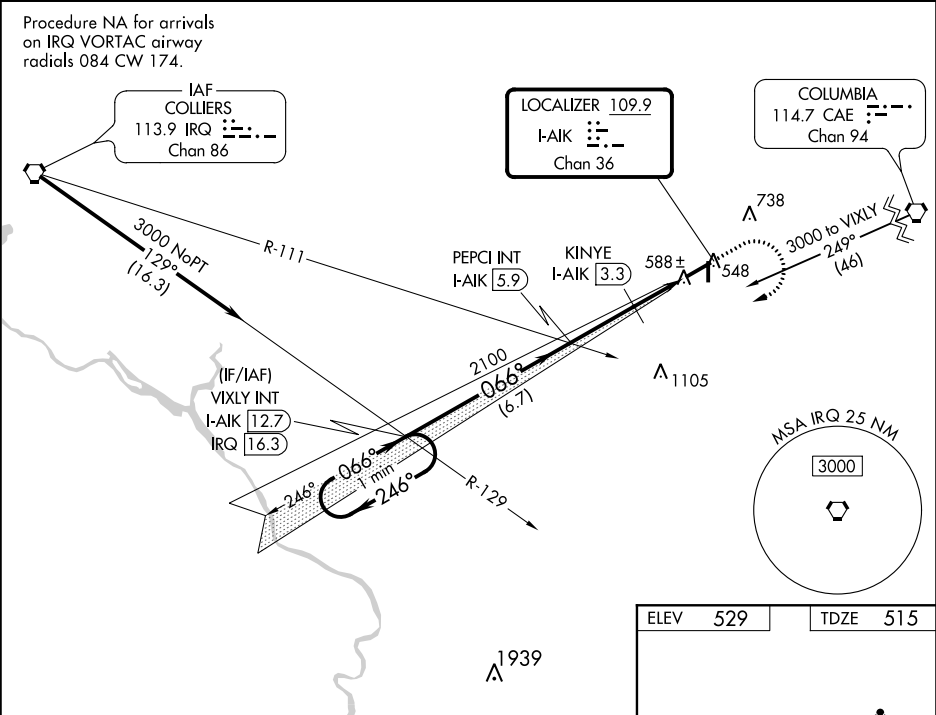 Procedure NA for arrivals
on IRQ VORTAC airway
radials 084 CW 174.
IAF
COLLIERS
113.9 IRQ
Chan 86
LOCALIZER 109.9
I-AIK
Chan 36
COLUMBIA
114.7 CAE
Chan 94
738
3000 to VIXLY
249°
(46)
3000 NoPT
129°
(16.3)
R-111
PEPCI INT
I-AIK 5.9
KINYE
I-AIK 3.3
588 ±
548
1105
2100
066°
(6.7)
(IF/IAF)
VIXLY INT
I-AIK 12.7
IRQ 16.3
066°
1 min
246°
246°
R-129
MSA IRQ 25 NM
3000
1939
ELEV 529
TDZE 515